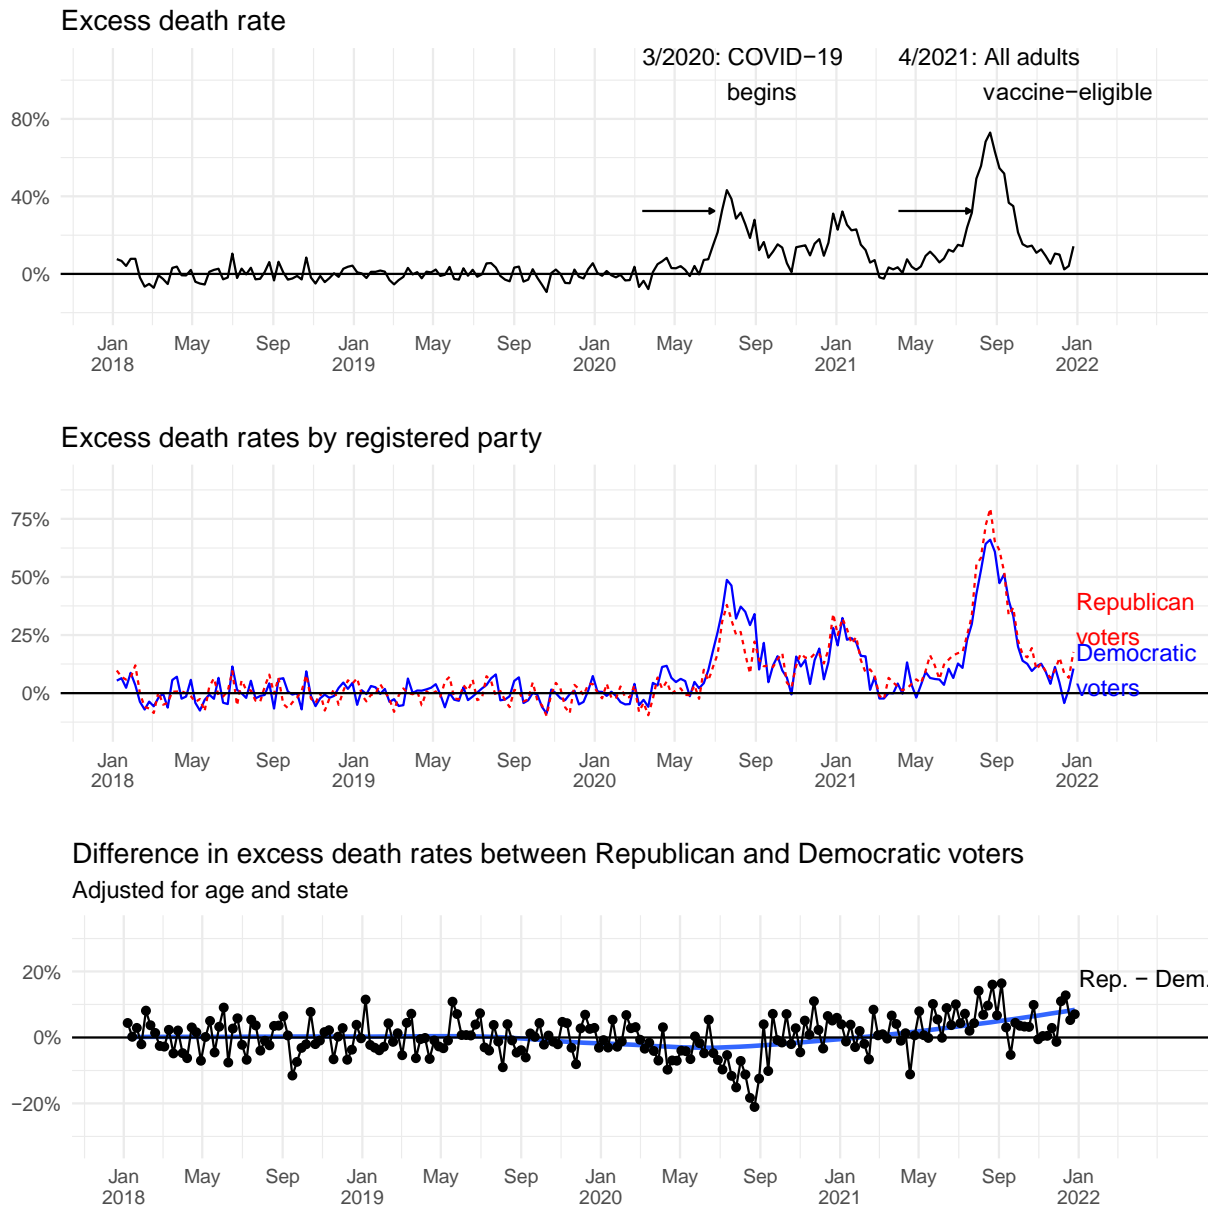 Excess death rate
3/2020: COVID−19
begins
4/2021: All adults
vaccine−eligible
80%
40%
0%
Jan May Sep Jan May Sep Jan May Sep Jan May Sep Jan
2018 2019 2020 2021 2022
Excess death rates by registered party
75%
50%
25%
0%
Republican
voters
Democratic
voters
Jan May Sep Jan May Sep Jan May Sep Jan May Sep Jan
2018 2019 2020 2021 2022
Difference in excess death rates between Republican and Democratic voters
Adjusted for age and state
20%
0%
−20%
Rep. − Dem.
Jan May Sep Jan May Sep Jan May Sep Jan May Sep Jan
2018 2019 2020 2021 2022